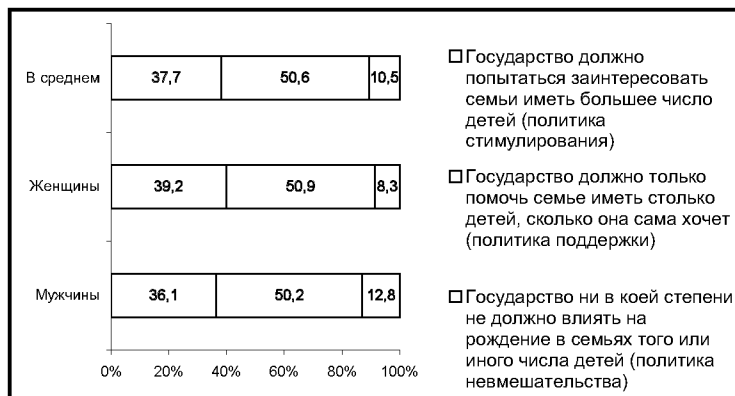 В среднем
37,7
50,6
10,5
Женщины
39,2
50,9
8,3
Мужчины
36,1
50,2
12,8
0%
20%
40%
60%
80%
100%
Государство должно
попытаться заинтересовать
семьи иметь большее число
детей (политика
стимулирования)
Государство должно только
помочь семье иметь столько
детей, сколько она сама хочет
(политика поддержки)
Государство ни в коей степени
не должно влиять на
рождение в семьях того или
иного числа детей (политика
невмешательства)